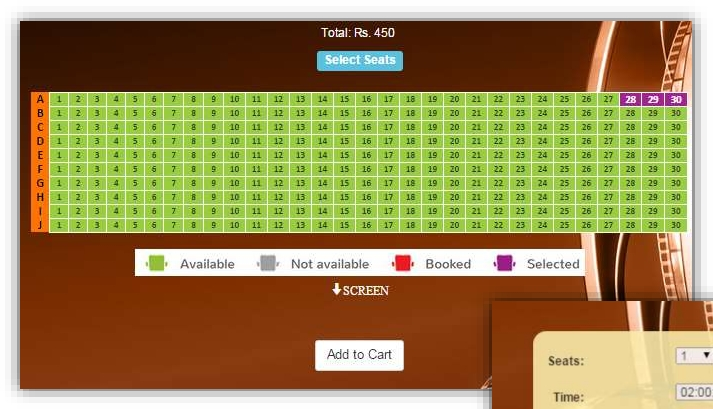 Total: Rs. 450
Select Seats
A 1 2 3 4 5 6 7 8 9 10 11 12 13 14 15 16 17 18 19 20 21 22 23 24 25 26 27 28 29 30
B 1 2 3 4 5 6 7 8 9 10 11 12 13 14 15 16 17 18 19 20 21 22 23 24 25 26 27 28 29 30
C 1 2 3 4 5 6 7 8 9 10 11 12 13 14 15 16 17 18 19 20 21 22 23 24 25 26 27 28 29 30
D 1 2 3 4 5 6 7 8 9 10 11 12 13 14 15 16 17 18 19 20 21 22 23 24 25 26 27 28 29 30
E 1 2 3 4 5 6 7 8 9 10 11 12 13 14 15 16 17 18 19 20 21 22 23 24 25 26 27 28 29 30
F 1 2 3 4 5 6 7 8 9 10 11 12 13 14 15 16 17 18 19 20 21 22 23 24 25 26 27 28 29 30
G 1 2 3 4 5 6 7 8 9 10 11 12 13 14 15 16 17 18 19 20 21 22 23 24 25 26 27 28 29 30
H 1 2 3 4 5 6 7 8 9 10 11 12 13 14 15 16 17 18 19 20 21 22 23 24 25 26 27 28 29 30
I 1 2 3 4 5 6 7 8 9 10 11 12 13 14 15 16 17 18 19 20 21 22 23 24 25 26 27 28 29 30
J 1 2 3 4 5 6 7 8 9 10 11 12 13 14 15 16 17 18 19 20 21 22 23 24 25 26 27 28 29 30
Available Not available Booked Selected
SCREEN
Add to Cart
Seats: 1
Time: 02:00